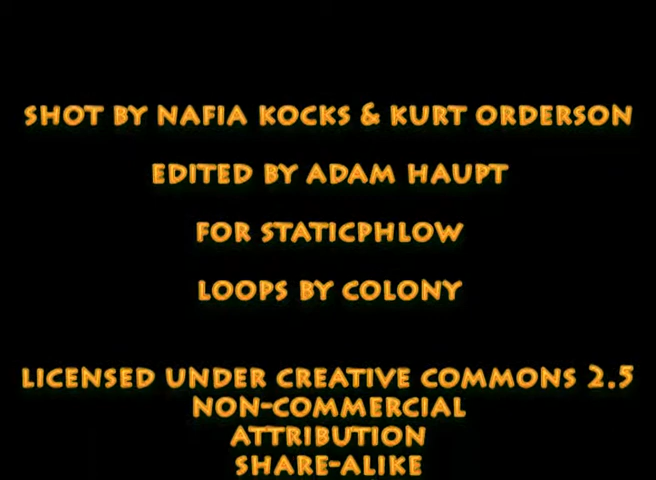 SHOT BY NAFIA KOCKS & KURT ORDERSON
EDITED BY ADAM HAUPT
FOR STATICPHLOW
LOOPS BY COLONY
LICENSED UNDER CREATIVE COMMONS 2.5
NON-COMMERCIAL
ATTRIBUTION
SHARE-ALIKE